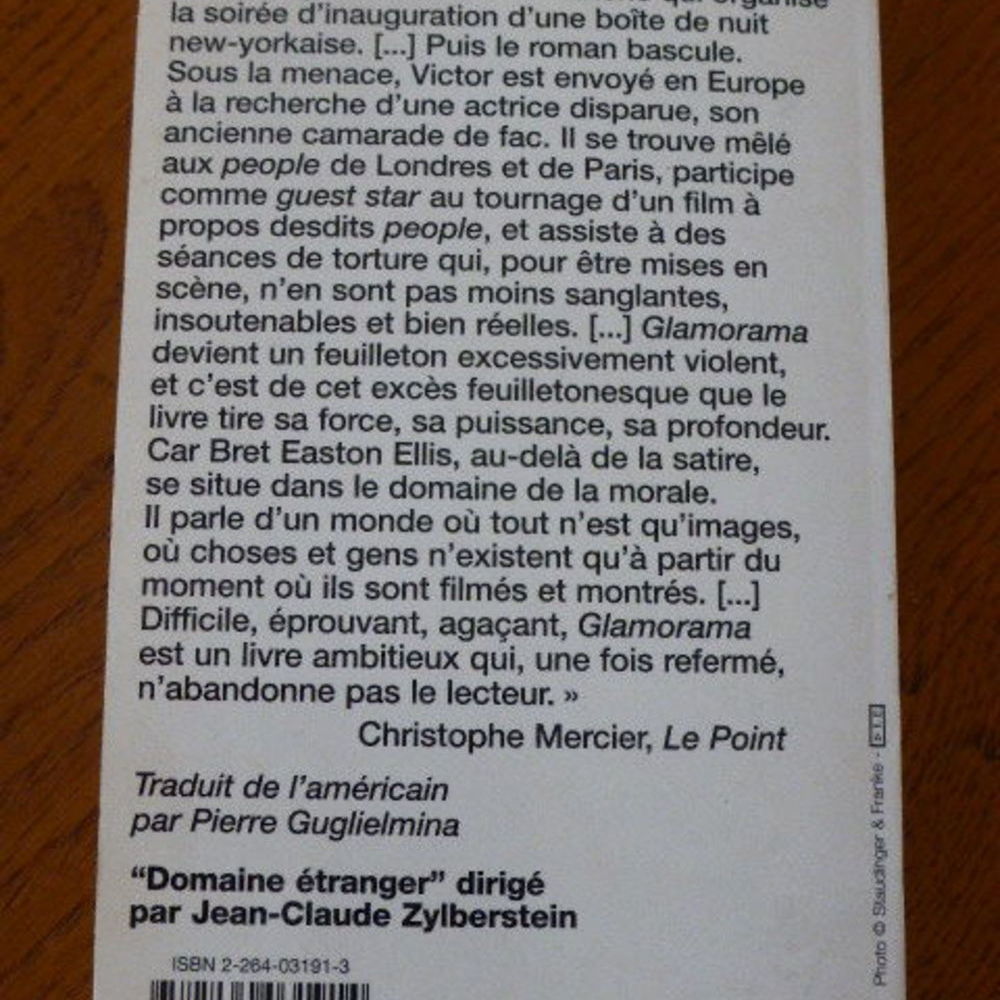 qui organise
la soirée d'inauguration d'une boîte de nuit
new-yorkaise. [...] Puis le roman bascule.
Sous la menace, Victor est envoyé en Europe
à la recherche d'une actrice disparue, son
ancienne camarade de fac. Il se trouve mêlé
aux people de Londres et de Paris, participe
comme guest star au tournage d'un film à
propos desdits people, et assiste à des
séances de torture qui, pour être mises en
scène, n'en sont pas moins sanglantes,
insoutenables et bien réelles. [...] Glamorama
devient un feuilleton excessivement violent,
et c'est de cet excès feuilletonesque que le
livre tire sa force, sa puissance, sa profondeur.
Car Bret Easton Ellis, au-delà de la satire,
se situe dans le domaine de la morale.
Il parle d'un monde où tout n'est qu'images,
où choses et gens n'existent qu'à partir du
moment où ils sont filmés et montrés. [...]
Difficile, éprouvant, agaçant, Glamorama
est un livre ambitieux qui, une fois refermé,
n'abandonne pas le lecteur. »
Christophe Mercier, Le Point
Traduit de l'américain
par Pierre Guglielmina
“Domaine étranger” dirigé
par Jean-Claude Zylberstein
ISBN 2-264-03191-3
Photo © Staudinger & Franke -